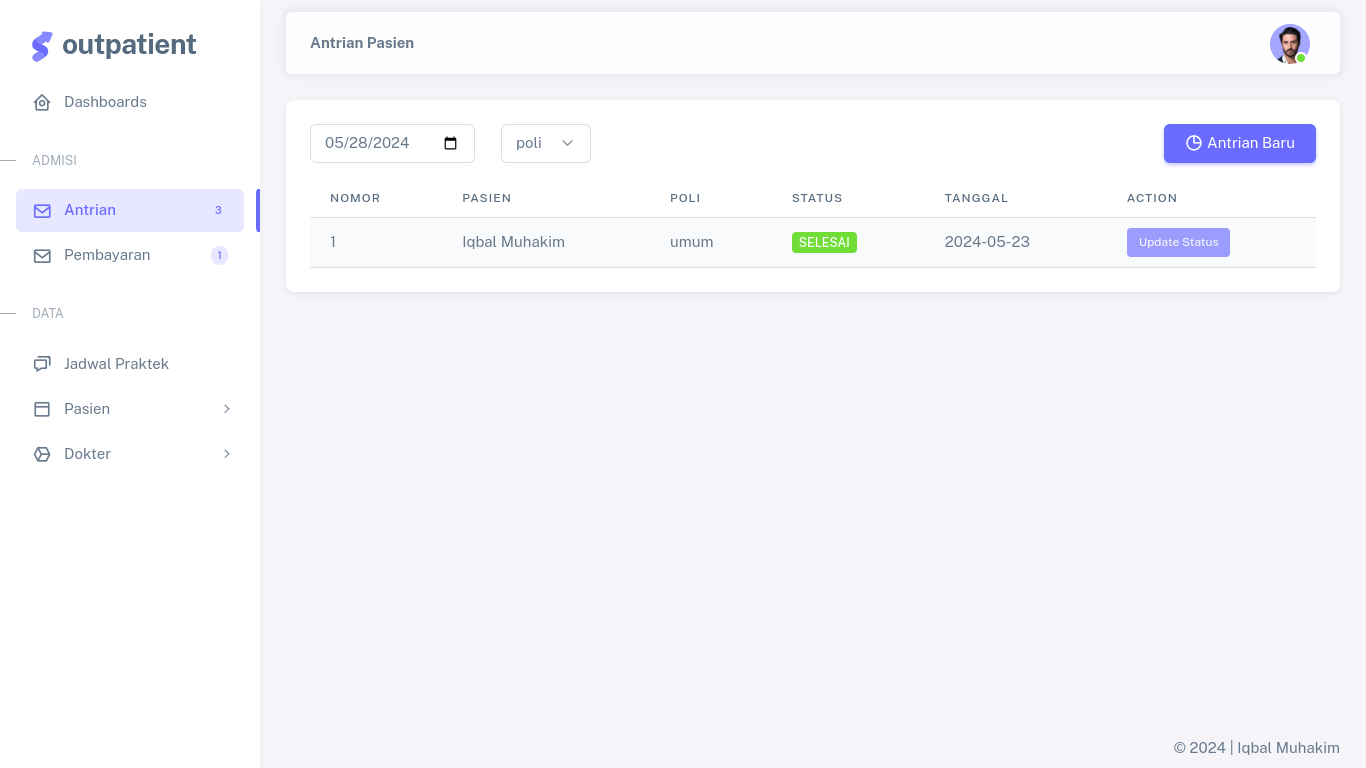 outpatient
Dashboards
ADMISI
Antrian 3
Pembayaran 1
DATA
Jadwal Praktek
Pasien
Dokter
Antrian Pasien
05/28/2024 poli Antrian Baru
NOMOR PASIEN POLI STATUS TANGGAL ACTION
1 Iqbal Muhakim umum SELESAI 2024-05-23 Update Status
© 2024 | Iqbal Muhakim